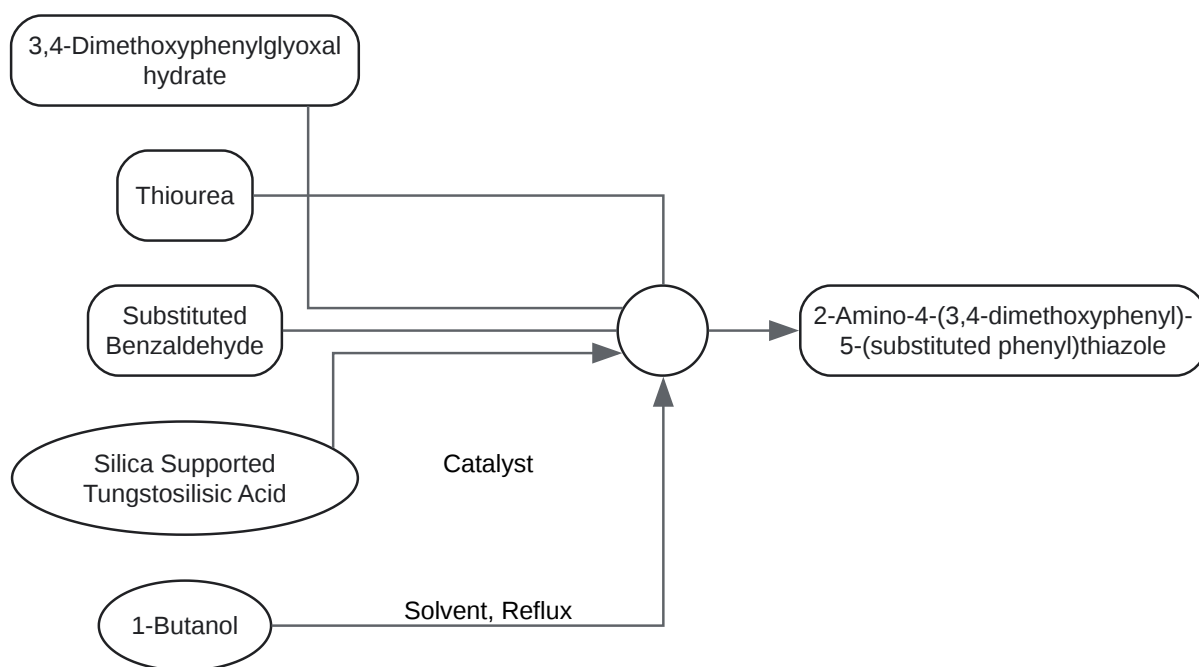 3,4-Dimethoxyphenylglyoxal
hydrate
Thiourea
Substituted
Benzaldehyde
2-Amino-4-(3,4-dimethoxyphenyl)-
5-(substituted phenyl)thiazole
Silica Supported
Tungstosilisic Acid
Catalyst
Solvent, Reflux
1-Butanol